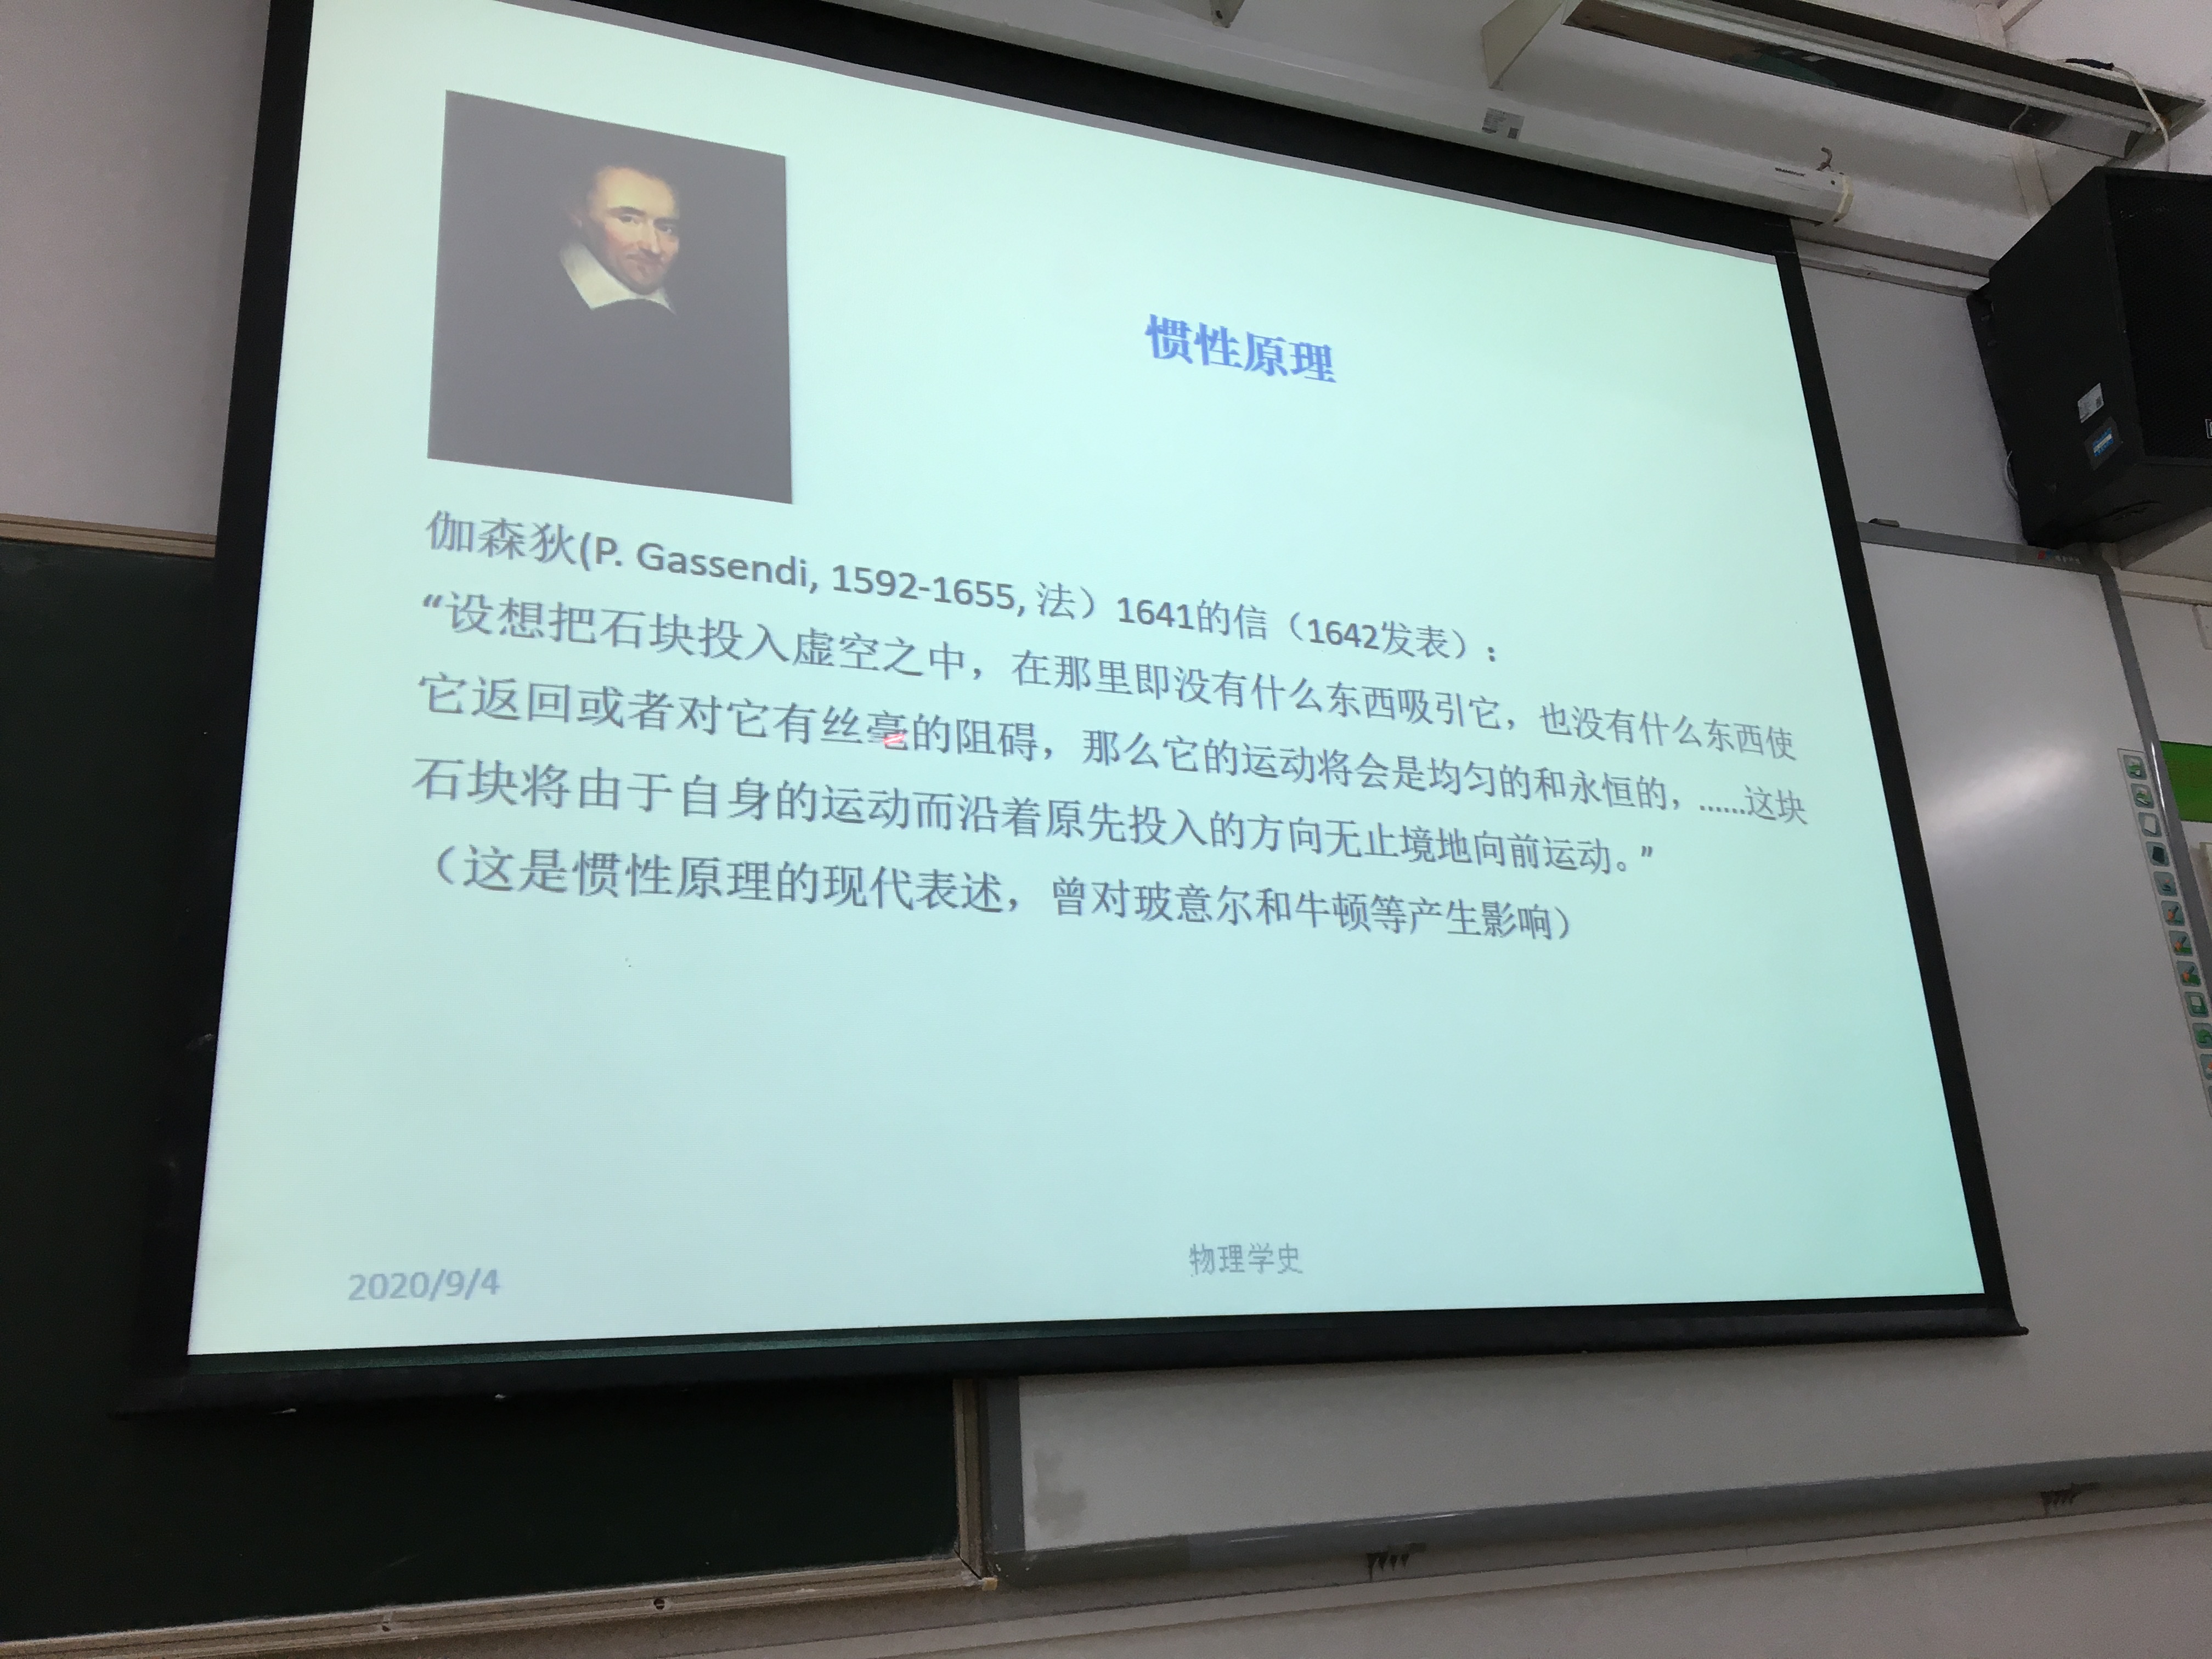 惯性原理
伽森狄(P. Gassendi, 1592-1655, 法）1641的信（1642发表）:
“设想把石块投入虚空之中，在那里即没有什么东西吸引它，也没有什么东西使
它返回或者对它有丝毫的阻碍，那么它的运动将会是均匀的和永恒的，……这块
石块将由于自身的运动而沿着原先投入的方向无止境地向前运动。”
（这是惯性原理的现代表述，曾对玻意尔和牛顿等产生影响）
2020/9/4
物理学史